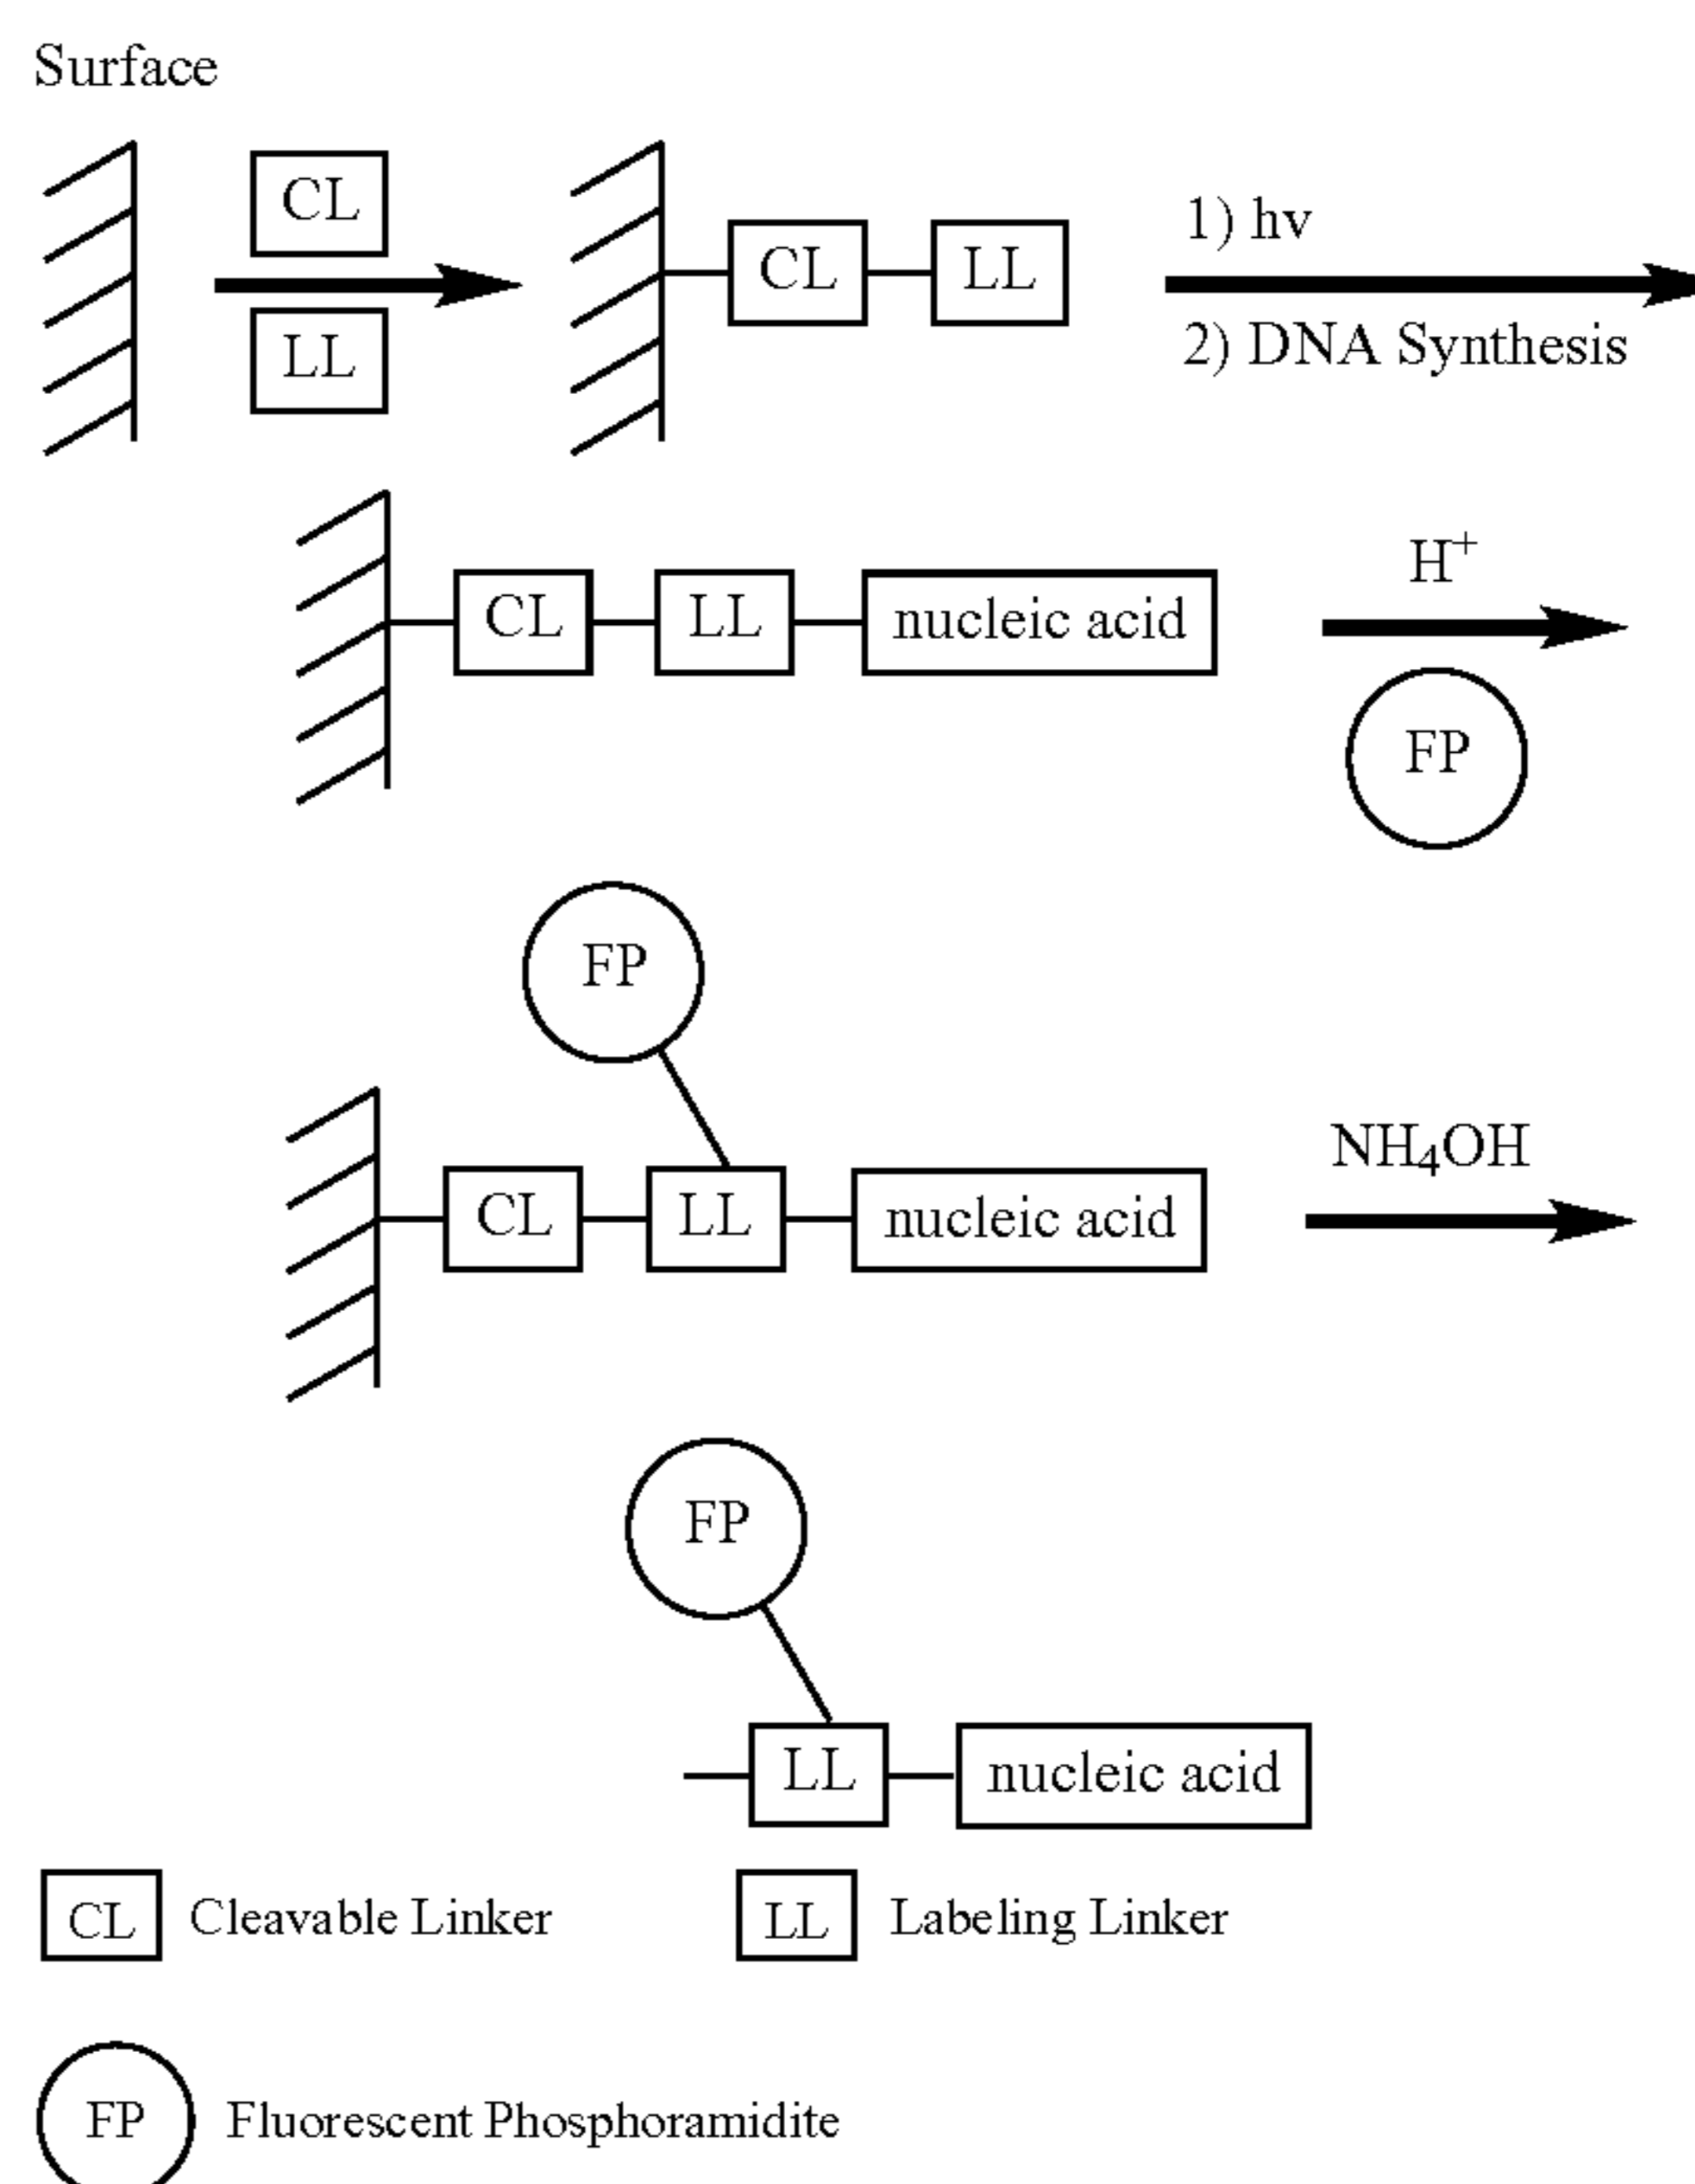 Surface
CL
LL
CL
LL
1) hv
2) DNA Synthesis
CL
LL
nucleic acid
H+
FP
FP
CL
LL
nucleic acid
NH4OH
FP
LL
nucleic acid
CL Cleavable Linker
LL Labeling Linker
FP Fluorescent Phosphoramidite